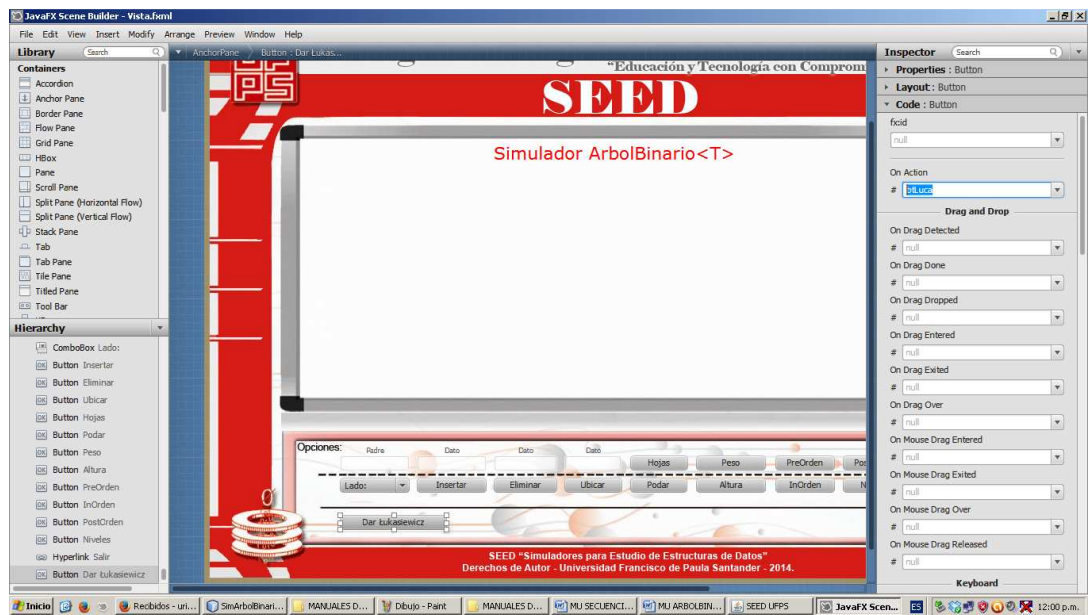 JavaFX Scene Builder - Vista.fxml
File Edit View Insert Modify Arrange Preview Window Help
Library
Search
AnchorPane
Button : Dar Łukas...
Inspector
Search
Containers
Accordion
Anchor Pane
Border Pane
Flow Pane
Grid Pane
HBox
Pane
Scroll Pane
Split Pane (Horizontal Flow)
Split Pane (Vertical Flow)
Stack Pane
Tab
Tab Pane
Tile Pane
Titled Pane
Tool Bar
Hierarchy
ComboBox Lado:
Button Insertar
Button Eliminar
Button Ubicar
Button Hojas
Button Podar
Button Peso
Button Altura
Button PreOrden
Button InOrden
Button PostOrden
Button Niveles
Hyperlink Salir
Button Dar Łukasiewicz
"Educación y Tecnología con Comprom
SEED
Simulador ArbolBinario<T>
Opciones:
Padre Dato Dato Dato
Hojas Peso PreOrden Pos
Lado: Insertar Eliminar Ubicar Podar Altura InOrden N
Dar Łukasiewicz
SEED "Simuladores para Estudio de Estructuras de Datos"
Derechos de Autor - Universidad Francisco de Paula Santander - 2014.
Properties : Button
Layout : Button
Code : Button
fx:id
null
On Action
# btLuca
Drag and Drop
On Drag Detected
# null
On Drag Done
# null
On Drag Dropped
# null
On Drag Entered
# null
On Drag Exited
# null
On Drag Over
# null
On Mouse Drag Entered
# null
On Mouse Drag Exited
# null
On Mouse Drag Over
# null
On Mouse Drag Released
# null
Keyboard
Inicio
Recibidos - uri...
SimArbolBinari...
MANUALES D...
Dibujo - Paint
MANUALES D...
MU SECUENCI...
MU ARBOLBIN...
SEED UFPS
JavaFX Scen...
ES
12:00 p.m.